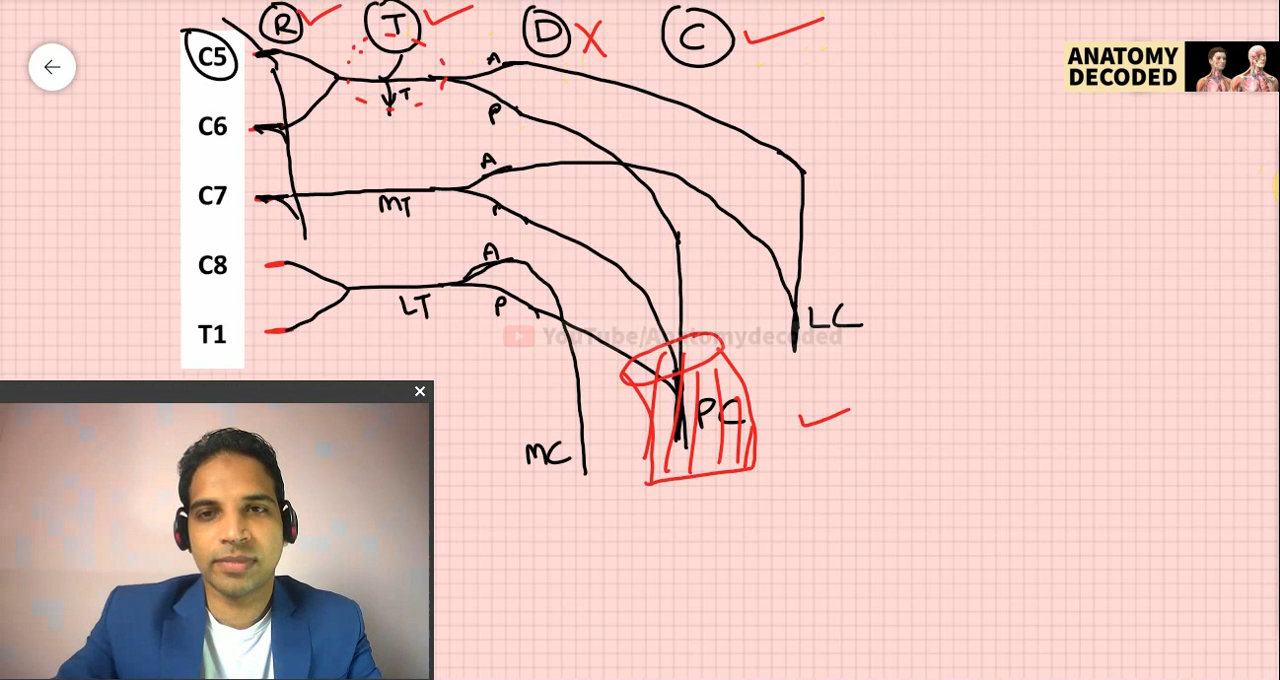 R T D X C
ANATOMY
DECODED
C5
A
T
P
C6
A
C7
MT
A
C8
LT
P
LC
T1
YouTube/Anatomydecoded
PC
MC